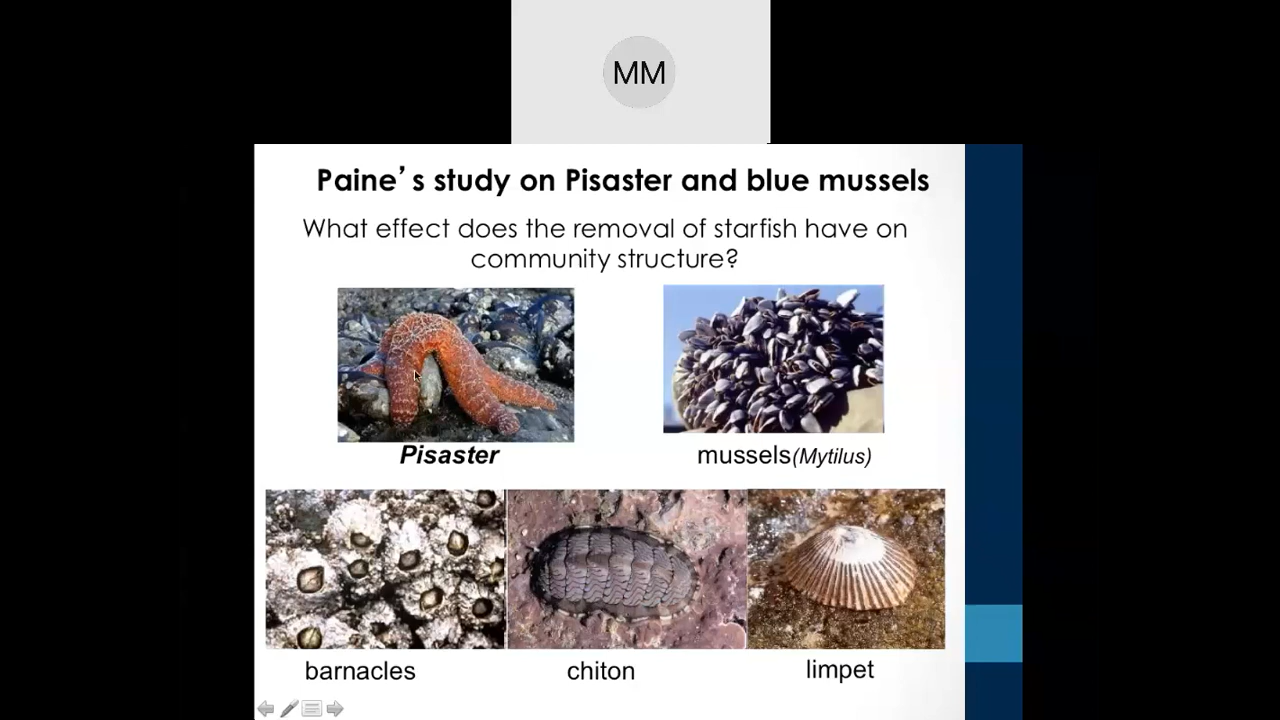 MM
Paine’s study on Pisaster and blue mussels
What effect does the removal of starfish have on
community structure?
Pisaster
mussels(Mytilus)
barnacles
chiton
limpet